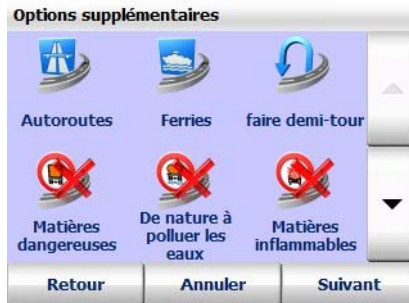 Options supplémentaires
Autoroutes
Ferries
faire demi-tour
Matières
dangereuses
De nature à
polluer les
eaux
Matières
inflammables
Retour
Annuler
Suivant